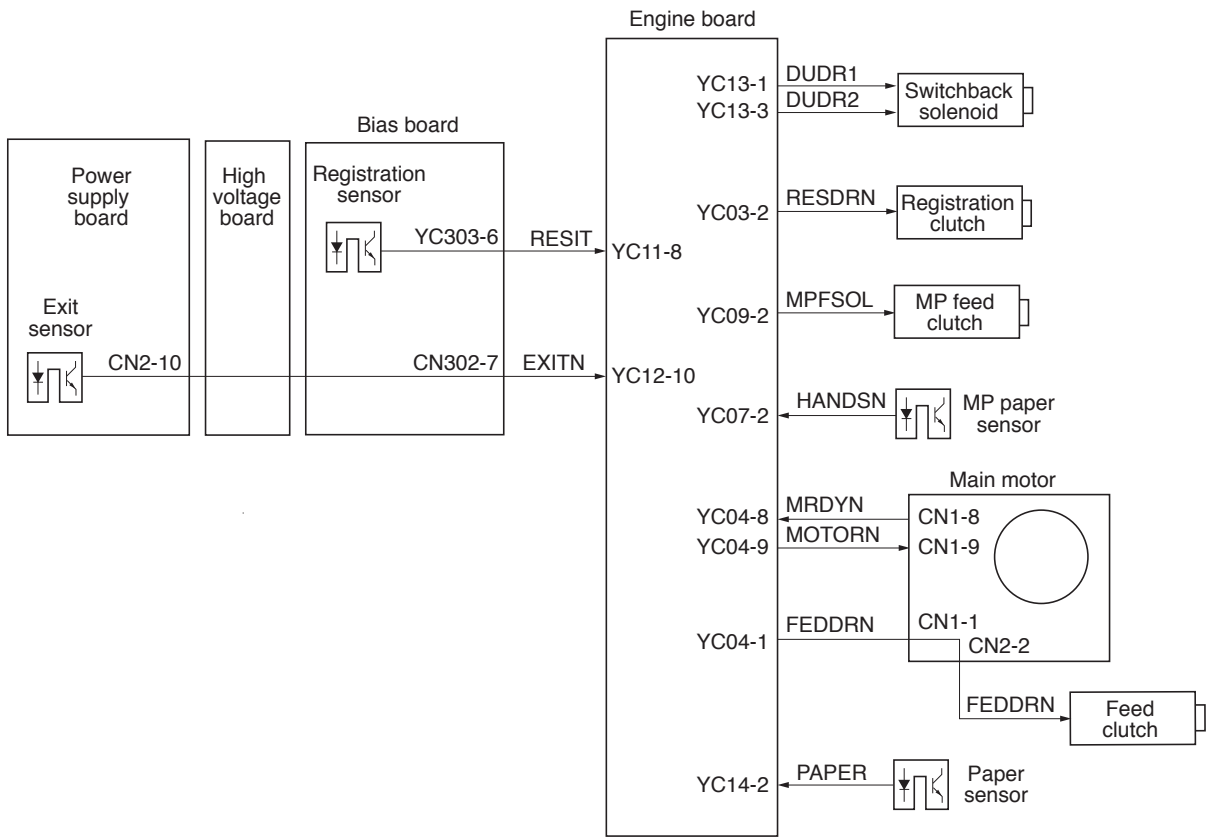 Engine board
YC13-1 DUDR1
YC13-3 DUDR2
Switchback
solenoid
Bias board
Power
supply
board
High
voltage
board
Registration
sensor
YC303-6 RESIT YC11-8
YC03-2 RESDRN
Registration
clutch
YC09-2 MPFSOL
MP feed
clutch
Exit
sensor
CN2-10 CN302-7 EXITN YC12-10
YC07-2 HANDSN
MP paper
sensor
Main motor
YC04-8 MRDYN CN1-8
YC04-9 MOTORN CN1-9
YC04-1 FEDDRN CN1-1
CN2-2
FEDDRN
Feed
clutch
YC14-2 PAPER
Paper
sensor